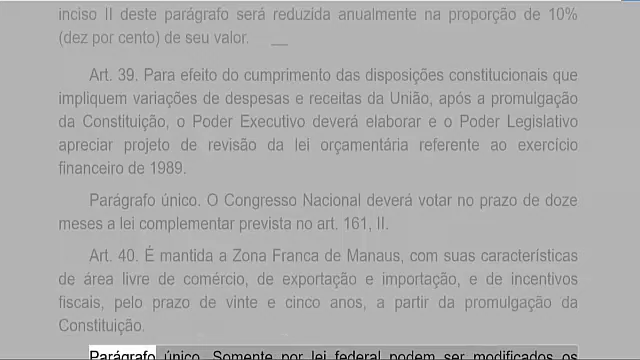 inciso II deste parágrafo será reduzida anualmente na proporção de 10%
(dez por cento) de seu valor. __
Art. 39. Para efeito do cumprimento das disposições constitucionais que
impliquem variações de despesas e receitas da União, após a promulgação
da Constituição, o Poder Executivo deverá elaborar e o Poder Legislativo
apreciar projeto de revisão da lei orçamentária referente ao exercício
financeiro de 1989.
Parágrafo único. O Congresso Nacional deverá votar no prazo de doze
meses a lei complementar prevista no art. 161, II.
Art. 40. É mantida a Zona Franca de Manaus, com suas características
de área livre de comércio, de exportação e importação, e de incentivos
fiscais, pelo prazo de vinte e cinco anos, a partir da promulgação da
Constituição.
Parágrafo único. Somente por lei federal podem ser modificados os